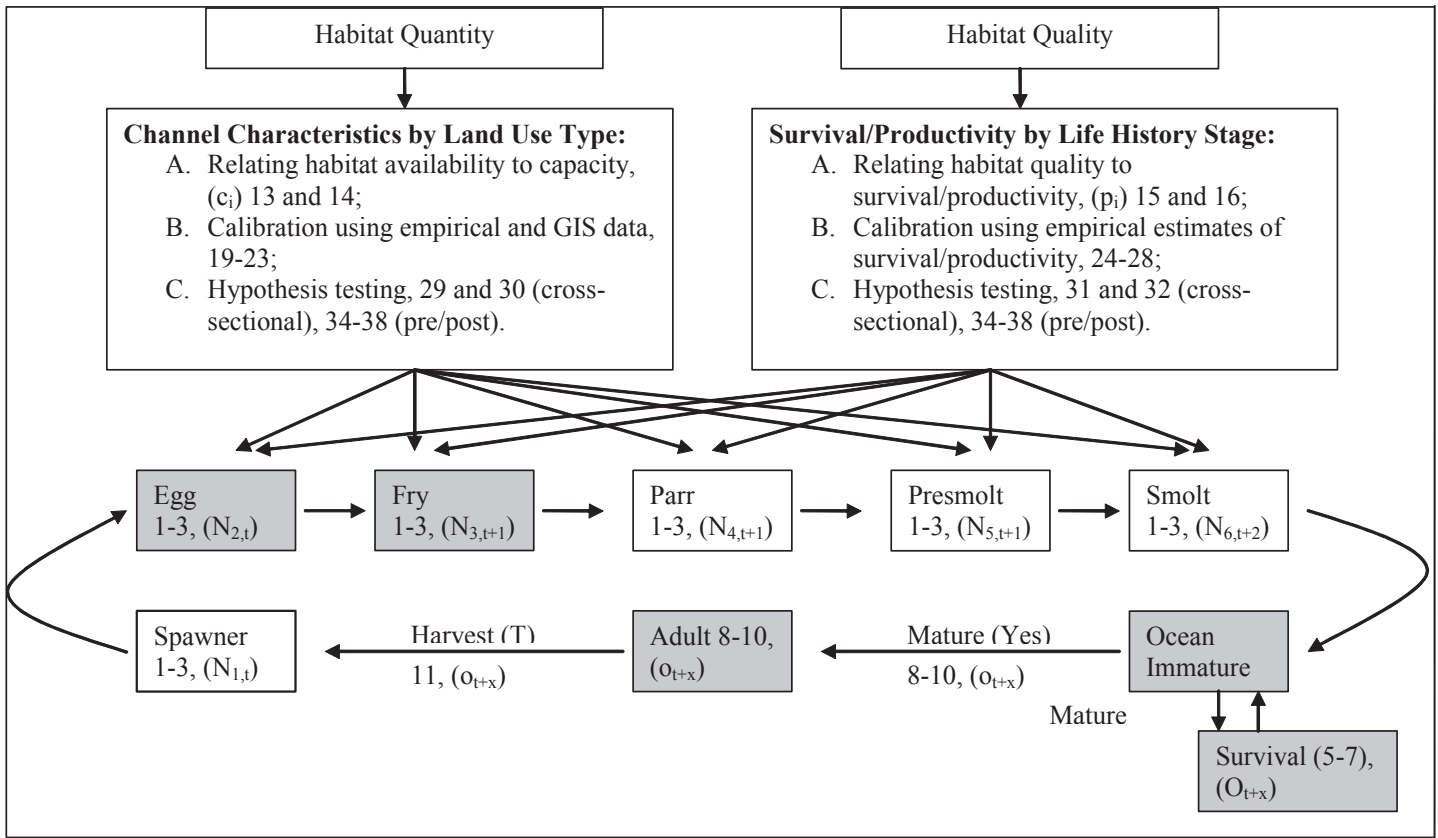 Habitat Quantity
Habitat Quality
Channel Characteristics by Land Use Type:
A. Relating habitat availability to capacity,
(cᵢ) 13 and 14;
B. Calibration using empirical and GIS data,
19-23;
C. Hypothesis testing, 29 and 30 (cross-
sectional), 34-38 (pre/post).
Survival/Productivity by Life History Stage:
A. Relating habitat quality to
survival/productivity, (pᵢ) 15 and 16;
B. Calibration using empirical estimates of
survival/productivity, 24-28;
C. Hypothesis testing, 31 and 32 (cross-
sectional), 34-38 (pre/post).
Egg
1-3, (N2,t)
Fry
1-3, (N3,t+1)
Parr
1-3, (N4,t+1)
Presmolt
1-3, (N5,t+1)
Smolt
1-3, (N6,t+2)
Spawner
1-3, (N1,t)
Harvest (T)
11, (ot+x)
Adult 8-10,
(ot+x)
Mature (Yes)
8-10, (ot+x)
Ocean
Immature
Mature
Survival (5-7),
(Ot+x)